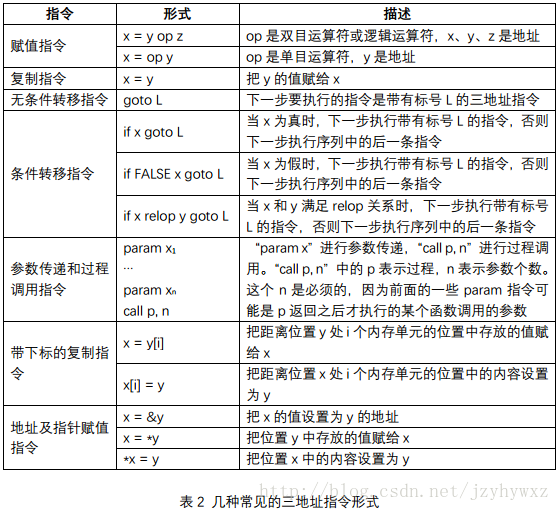 指令 形式 描述
赋值指令
x = y op z
op 是双目运算符或逻辑运算符，x、y、z 是地址
x = op y
op 是单目运算符，y 是地址
复制指令
x = y
把 y 的值赋给 x
无条件转移指令
goto L
下一步要执行的指令是带有标号 L 的三地址指令
条件转移指令
if x goto L
当 x 为真时，下一步执行带有标号 L 的指令，否则
下一步执行序列中的后一条指令
if FALSE x goto L
当 x 为假时，下一步执行带有标号 L 的指令，否则
下一步执行序列中的后一条指令
if x relop y goto L
当 x 和 y 满足 relop 关系时，下一步执行带有标号
L 的指令，否则下一步执行序列中的后一条指令
参数传递和过程
调用指令
param x₁
…
param xₙ
call p, n
“param x”进行参数传递，“call p, n”进行过程调
用。“call p, n”中的 p 表示过程，n 表示参数个数。
这个 n 是必须的，因为前面的一些 param 指令可
能是 p 返回之后才执行的某个函数调用的参数
带下标的复制指
令
x = y[i]
把距离位置 y 处 i 个内存单元的位置中存放的值赋
给 x
x[i] = y
把距离位置 x 处 i 个内存单元的位置中的内容设置
为 y
地址及指针赋值
指令
x = &y
把 x 的值设置为 y 的地址
x = *y
把位置 y 中存放的值赋给 x
*x = y
把位置 x 中的内容设置为 y
http://blog.csdn.net/jzyhywxz
表 2 几种常见的三地址指令形式